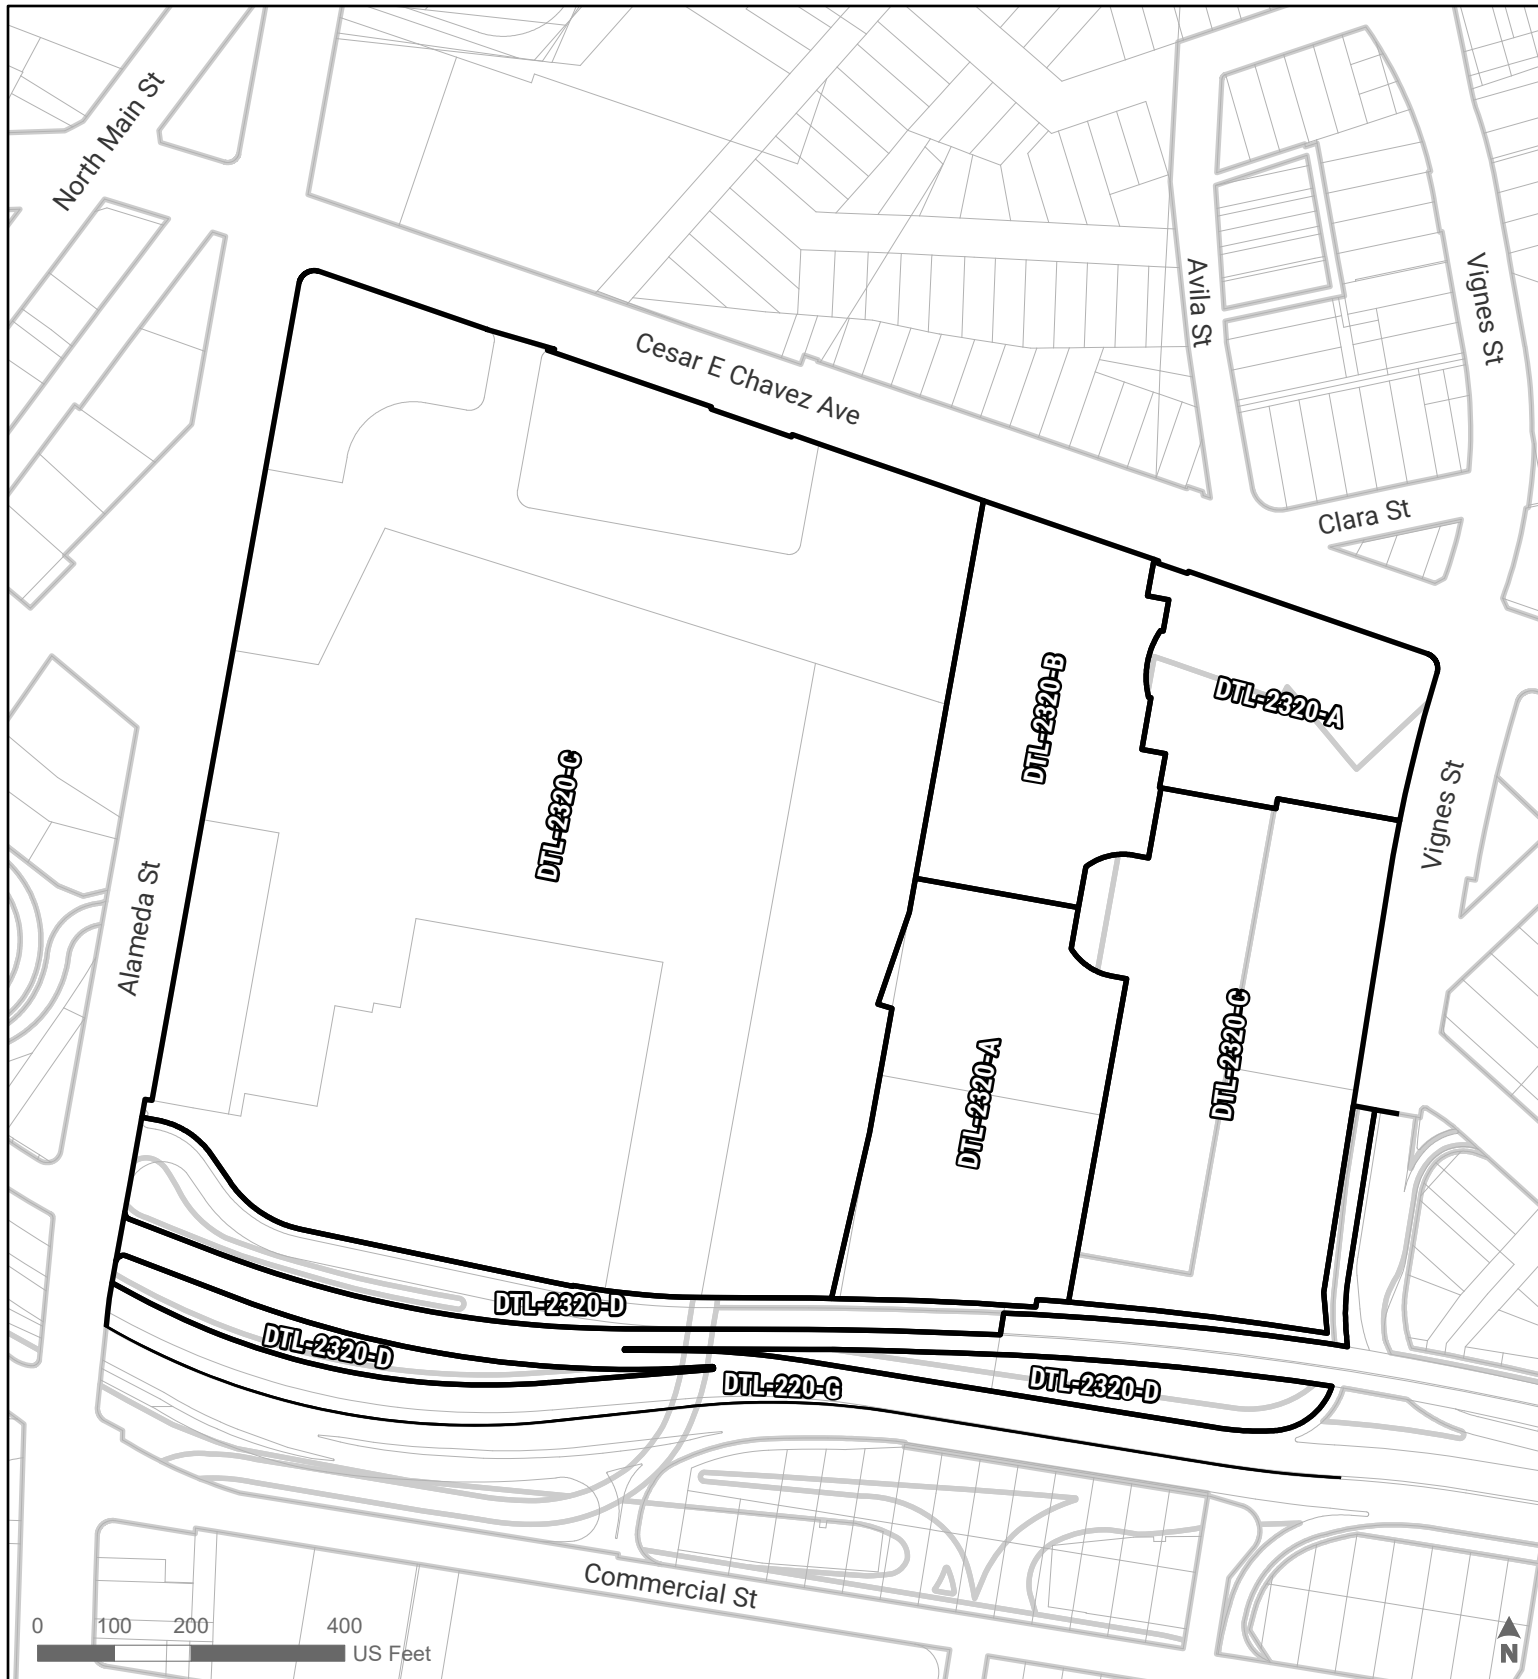 North Main St
Avila St
Vignes St
Cesar E Chavez Ave
Clara St
DTL-2320-B
DTL-2320-A
DTL-2320-C
Vignes St
Alameda St
DTL-2320-C
DTL-2320-A
DTL-2320-D
DTL-2320-D
DTL-220-G
DTL-2320-D
Commercial St
0 100 200 400
US Feet
N